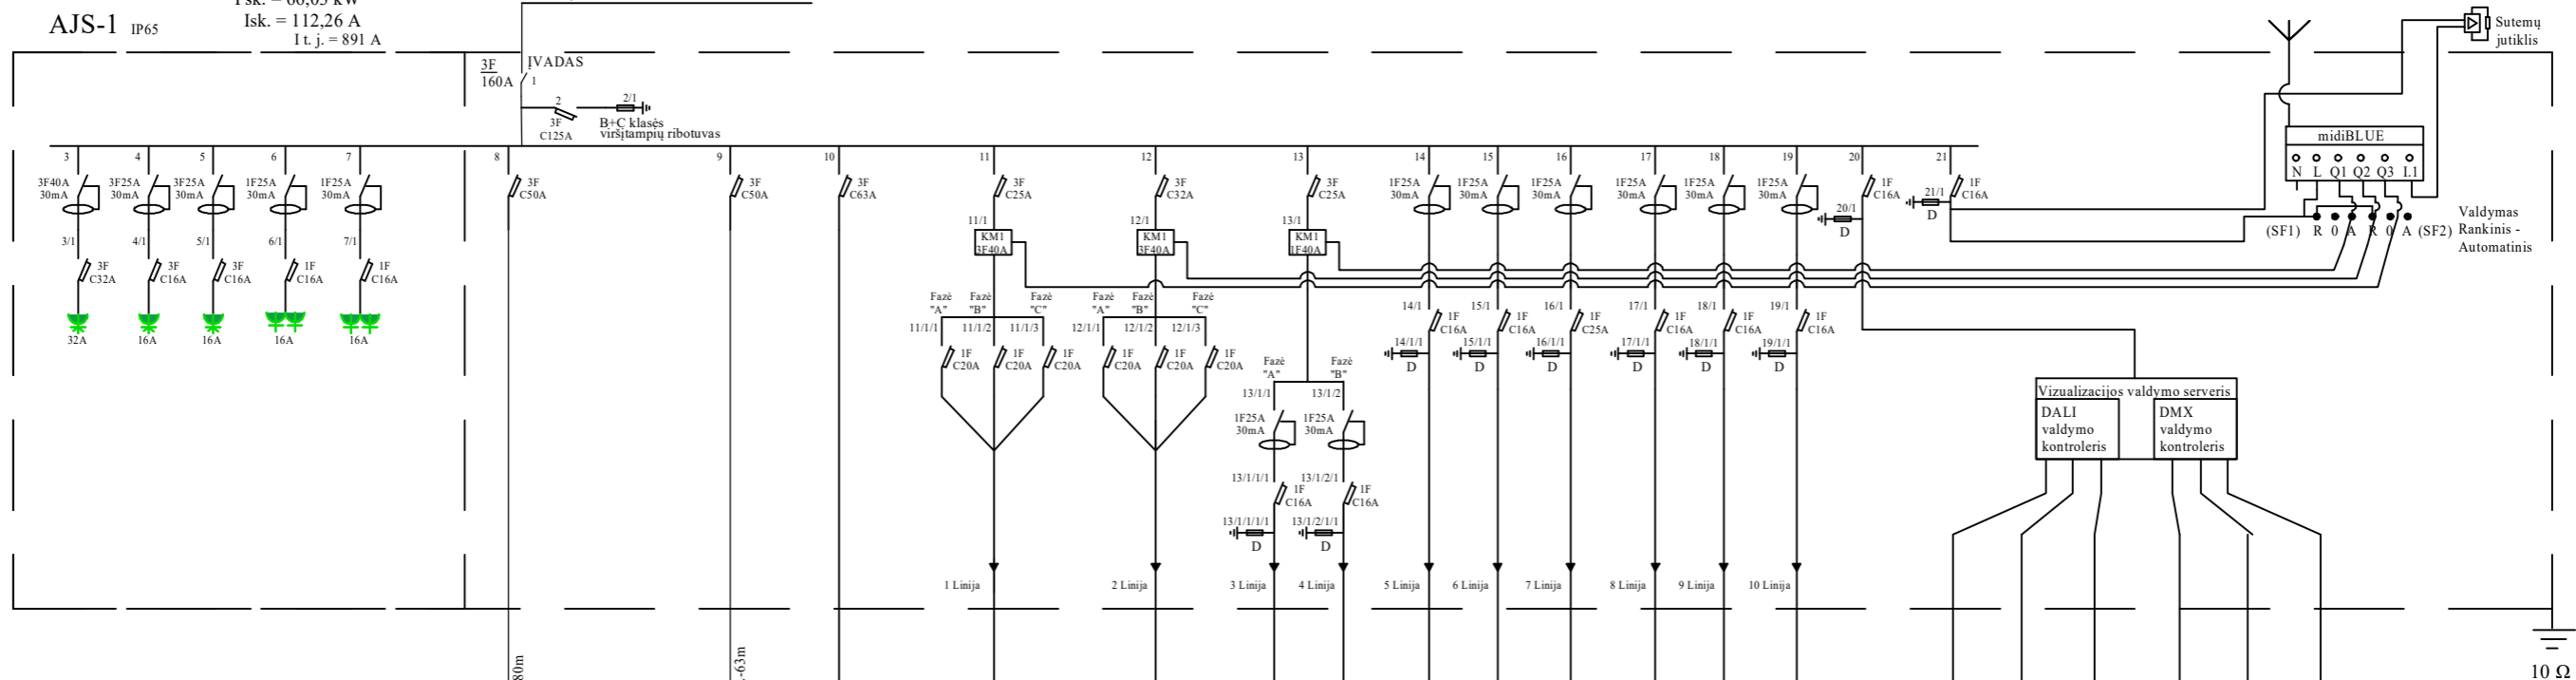 AJS-1 IP65
Isk. = 112,26 A
I t. j. = 891 A
3F
160A
ĮVADAS
1
2
3F
C125A
2/1
B+C klasės
viršįtampių ribotuvas
Sutemų
jutiklis
midiBLUE
N L Q1 Q2 Q3 I.1
(SF1) R 0 A R 0 A (SF2)
Valdymas
Rankinis -
Automatinis
3 4 5 6 7 8 9 10 11 12 13 14 15 16 17 18 19 20 21
3F40A
30mA
3F25A
30mA
3F25A
30mA
1F25A
30mA
1F25A
30mA
3F
C50A
3F
C50A
3F
C63A
3F
C25A
3F
C32A
3F
C25A
1F25A
30mA
1F25A
30mA
1F25A
30mA
1F25A
30mA
1F25A
30mA
1F25A
30mA
1F
C16A
20/1
D
1F
C16A
21/1
D
3/1
4/1
5/1
6/1
7/1
3F
C32A
3F
C16A
3F
C16A
1F
C16A
1F
C16A
32A
16A
16A
16A
16A
11/1
KM1
3F40A
12/1
KM1
3F40A
13/1
KM1
1F40A
Fazė
"A"
Fazė
"B"
Fazė
"C"
11/1/1
11/1/2
11/1/3
1F
C20A
1F
C20A
1F
C20A
Fazė
"A"
Fazė
"B"
Fazė
"C"
12/1/1
12/1/2
12/1/3
1F
C20A
1F
C20A
1F
C20A
Fazė
"A"
Fazė
"B"
13/1/1
13/1/2
1F25A
30mA
1F25A
30mA
13/1/1/1
13/1/2/1
1F
C16A
1F
C16A
13/1/1/1/1
D
13/1/2/1/1
D
14/1
15/1
16/1
17/1
18/1
19/1
1F
C16A
1F
C16A
1F
C25A
1F
C16A
1F
C16A
1F
C16A
14/1/1
D
15/1/1
D
16/1/1
D
17/1/1
D
18/1/1
D
19/1/1
D
Vizualizacijos valdymo serveris
DALI
valdymo
kontroleris
DMX
valdymo
kontroleris
1 Linija
2 Linija
3 Linija
4 Linija
5 Linija
6 Linija
7 Linija
8 Linija
9 Linija
10 Linija
80m
-63m
10 Ω